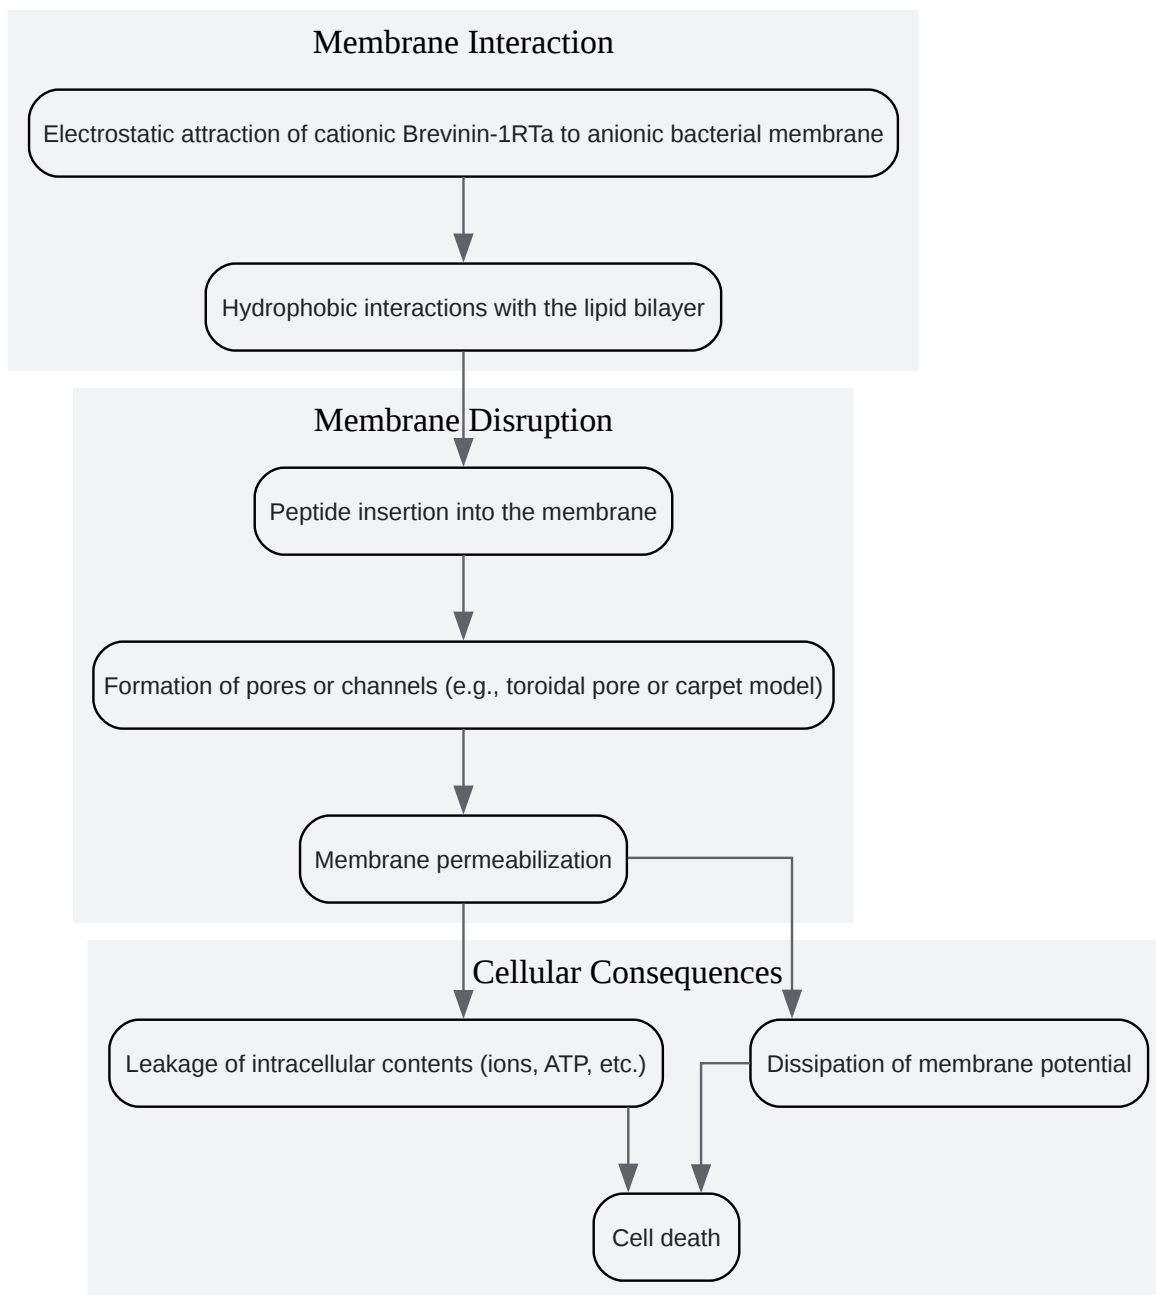 Membrane Interaction
Electrostatic attraction of cationic Brevinin-1RTa to anionic bacterial membrane
Hydrophobic interactions with the lipid bilayer
Membrane Disruption
Peptide insertion into the membrane
Formation of pores or channels (e.g., toroidal pore or carpet model)
Membrane permeabilization
Cellular Consequences
Leakage of intracellular contents (ions, ATP, etc.)
Dissipation of membrane potential
Cell death